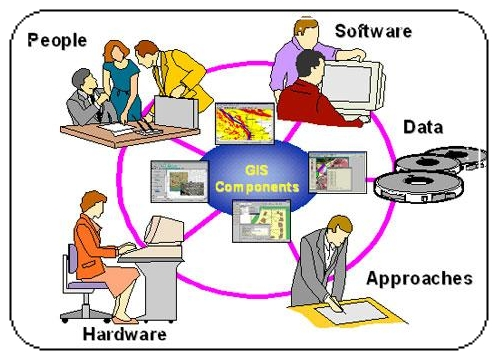 People
Software
Data
GIS
Components
Approaches
Hardware